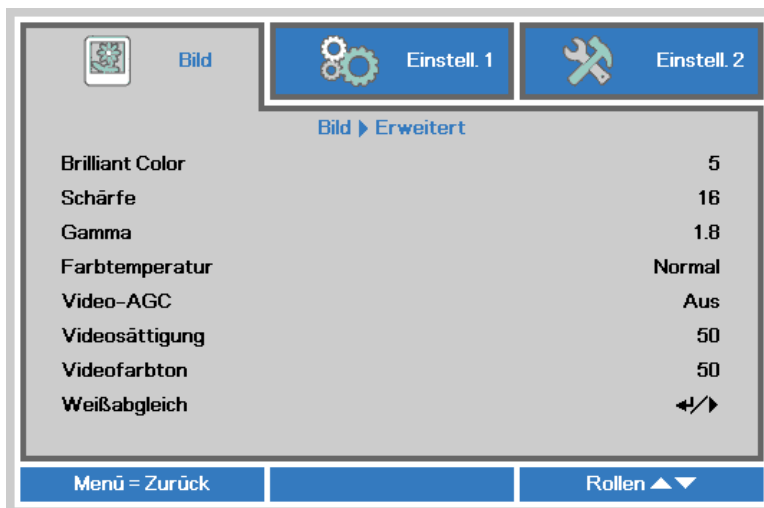 Bild Einstell. 1 Einstell. 2
Bild ▶ Erweitert
Brilliant Color 5
Schärfe 16
Gamma 1.8
Farbtemperatur Normal
Video-AGC Aus
Videosättigung 50
Videofarbton 50
Weißabgleich ↵/▶
Menü = Zurück Rollen ▲▼